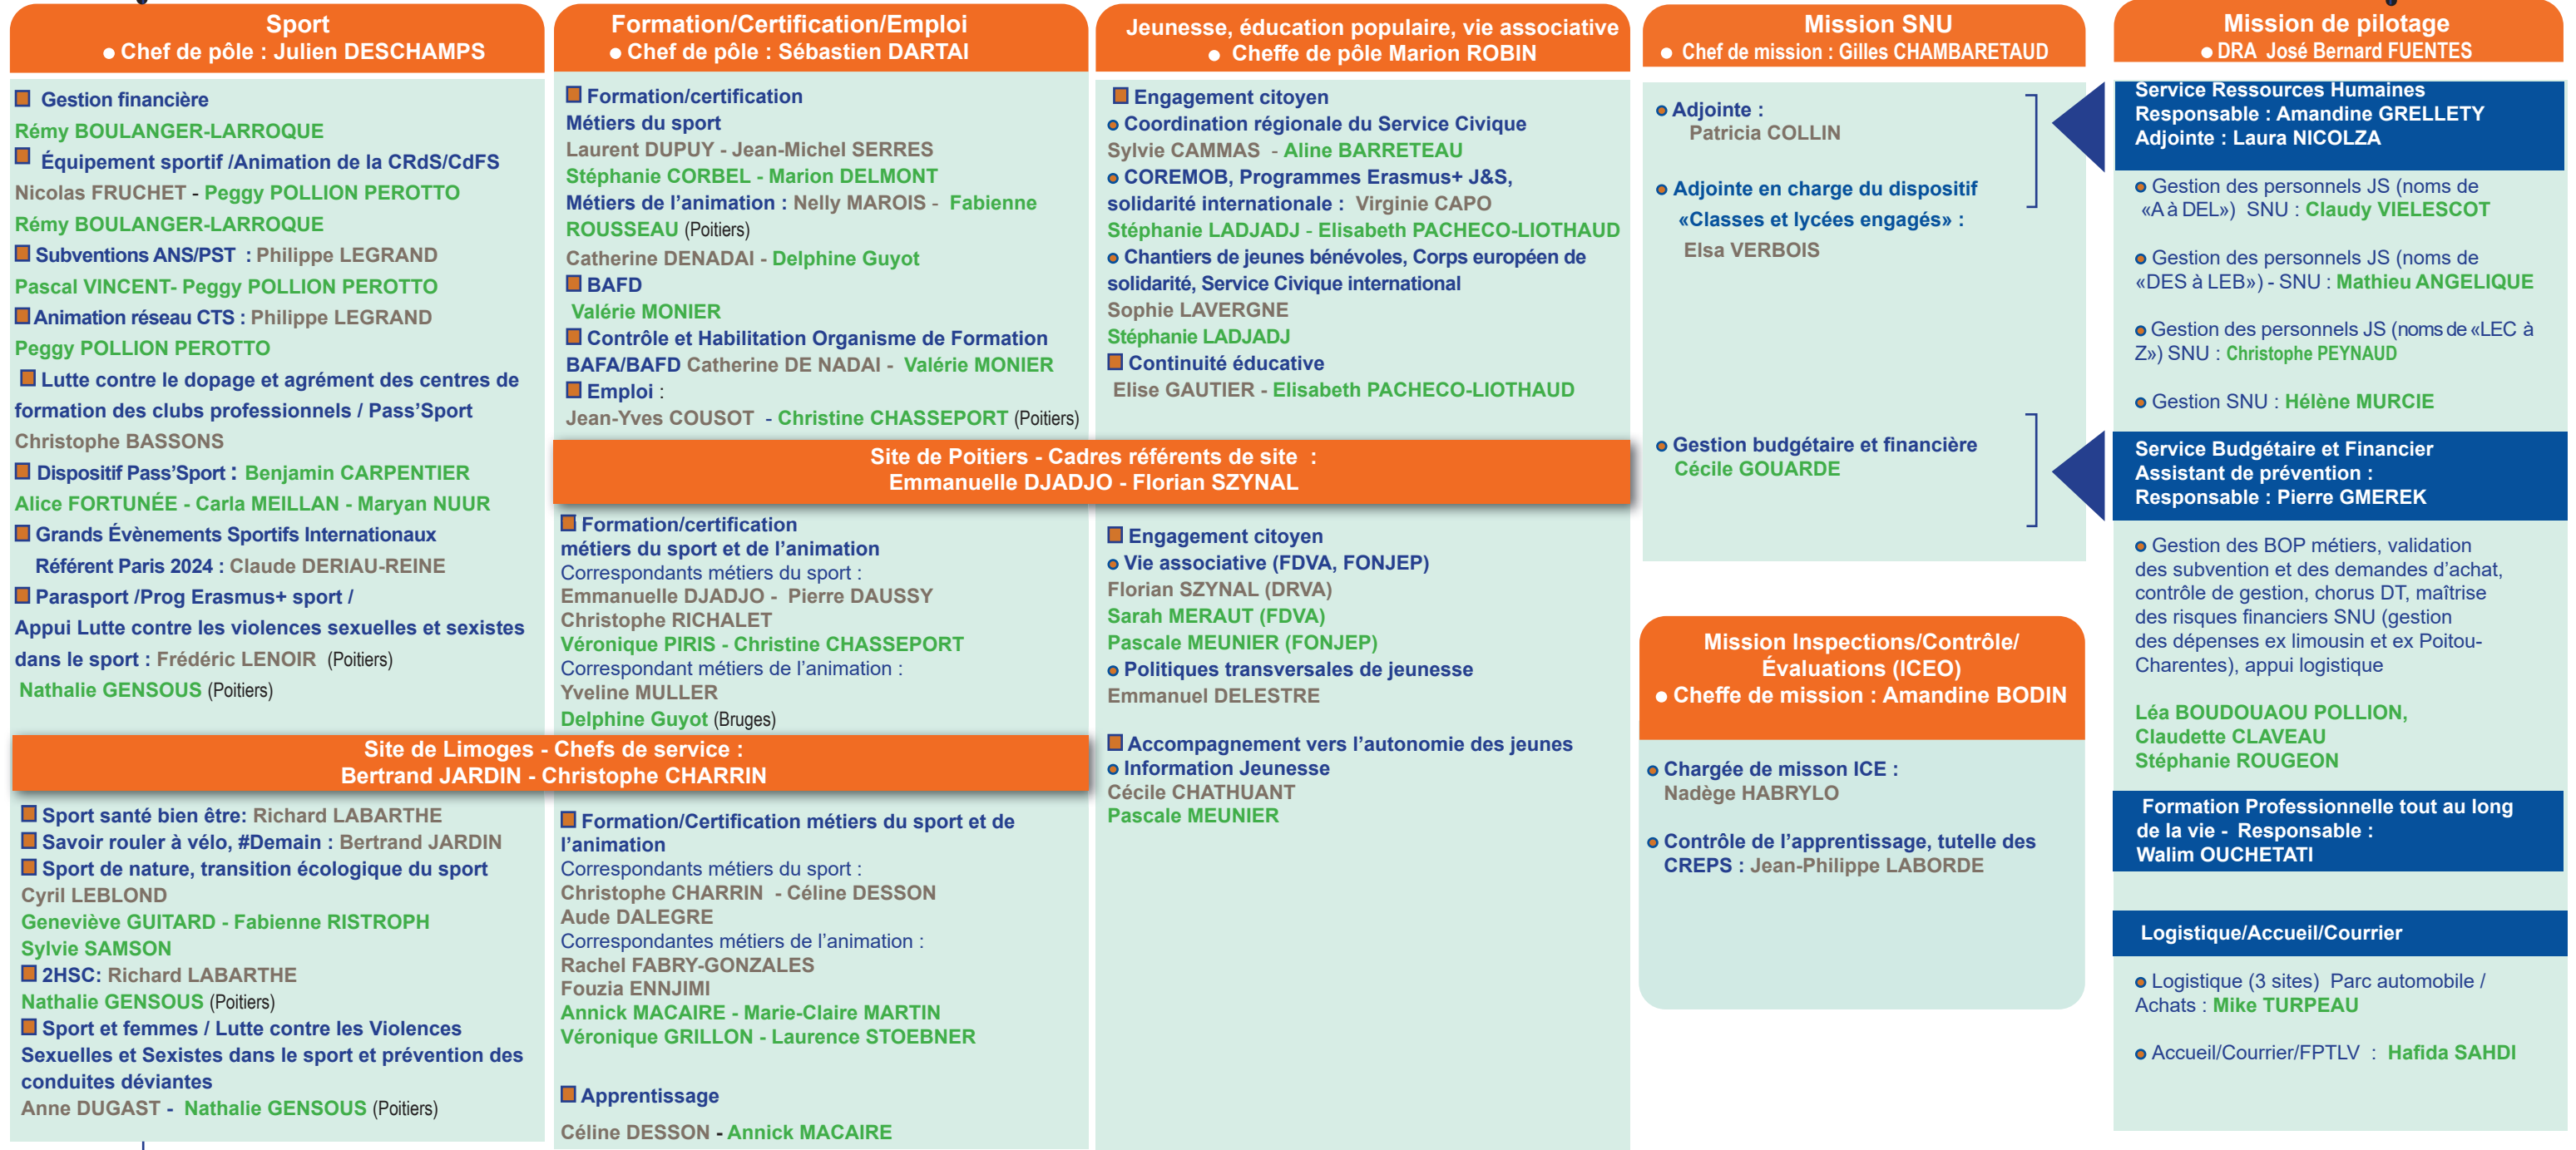 Sport
● Chef de pôle : Julien DESCHAMPS
Gestion financière
Rémy BOULANGER-LARROQUE
Équipement sportif /Animation de la CRdS/CdFS
Nicolas FRUCHET - Peggy POLLION PEROTTO
Rémy BOULANGER-LARROQUE
Subventions ANS/PST : Philippe LEGRAND
Pascal VINCENT- Peggy POLLION PEROTTO
Animation réseau CTS : Philippe LEGRAND
Peggy POLLION PEROTTO
Lutte contre le dopage et agrément des centres de
formation des clubs professionnels / Pass'Sport
Christophe BASSONS
Dispositif Pass'Sport : Benjamin CARPENTIER
Alice FORTUNÉE - Carla MEILLAN - Maryan NUUR
Grands Évènements Sportifs Internationaux
Référent Paris 2024 : Claude DERIAU-REINE
Parasport /Prog Erasmus+ sport /
Appui Lutte contre les violences sexuelles et sexistes
dans le sport : Frédéric LENOIR (Poitiers)
Nathalie GENSOUS (Poitiers)
Formation/Certification/Emploi
● Chef de pôle : Sébastien DARTAI
Formation/certification
Métiers du sport
Laurent DUPUY - Jean-Michel SERRES
Stéphanie CORBEL - Marion DELMONT
Métiers de l'animation : Nelly MAROIS - Fabienne
ROUSSEAU (Poitiers)
Catherine DENADAI - Delphine Guyot
BAFD
Valérie MONIER
Contrôle et Habilitation Organisme de Formation
BAFA/BAFD Catherine DE NADAI - Valérie MONIER
Emploi :
Jean-Yves COUSOT - Christine CHASSEPORT (Poitiers)
Jeunesse, éducation populaire, vie associative
● Cheffe de pôle Marion ROBIN
Engagement citoyen
Coordination régionale du Service Civique
Sylvie CAMMAS - Aline BARRETEAU
COREMOB, Programmes Erasmus+ J&S,
solidarité internationale : Virginie CAPO
Stéphanie LADJADJ - Elisabeth PACHECO-LIOTHAUD
Chantiers de jeunes bénévoles, Corps européen de
solidarité, Service Civique international
Sophie LAVERGNE
Stéphanie LADJADJ
Continuité éducative
Elise GAUTIER - Elisabeth PACHECO-LIOTHAUD
Site de Poitiers - Cadres référents de site :
Emmanuelle DJADJO - Florian SZYNAL
Formation/certification
métiers du sport et de l'animation
Correspondants métiers du sport :
Emmanuelle DJADJO - Pierre DAUSSY
Christophe RICHALET
Véronique PIRIS - Christine CHASSEPORT
Correspondant métiers de l'animation :
Yveline MULLER
Delphine Guyot (Bruges)
Engagement citoyen
Vie associative (FDVA, FONJEP)
Florian SZYNAL (DRVA)
Sarah MERAUT (FDVA)
Pascale MEUNIER (FONJEP)
Politiques transversales de jeunesse
Emmanuel DELESTRE
Accompagnement vers l'autonomie des jeunes
Information Jeunesse
Cécile CHATHUANT
Pascale MEUNIER
Site de Limoges - Chefs de service :
Bertrand JARDIN - Christophe CHARRIN
Sport santé bien être: Richard LABARTHE
Savoir rouler à vélo, #Demain : Bertrand JARDIN
Sport de nature, transition écologique du sport
Cyril LEBLOND
Geneviève GUITARD - Fabienne RISTROPH
Sylvie SAMSON
2HSC: Richard LABARTHE
Nathalie GENSOUS (Poitiers)
Sport et femmes / Lutte contre les Violences
Sexuelles et Sexistes dans le sport et prévention des
conduites déviantes
Anne DUGAST - Nathalie GENSOUS (Poitiers)
Formation/Certification métiers du sport et de
l'animation
Correspondants métiers du sport :
Christophe CHARRIN - Céline DESSON
Aude DALEGRE
Correspondantes métiers de l'animation :
Rachel FABRY-GONZALES
Fouzia ENNJIMI
Annick MACAIRE - Marie-Claire MARTIN
Véronique GRILLON - Laurence STOEBNER
Apprentissage
Céline DESSON - Annick MACAIRE
Mission SNU
● Chef de mission : Gilles CHAMBARETAUD
Adjointe :
Patricia COLLIN
Adjointe en charge du dispositif
«Classes et lycées engagés» :
Elsa VERBOIS
Gestion budgétaire et financière
Cécile GOUARDE
Mission Inspections/Contrôle/
Évaluations (ICEO)
● Cheffe de mission : Amandine BODIN
Chargée de misson ICE :
Nadège HABRYLO
Contrôle de l'apprentissage, tutelle des
CREPS : Jean-Philippe LABORDE
Mission de pilotage
● DRA José Bernard FUENTES
Service Ressources Humaines
Responsable : Amandine GRELLETY
Adjointe : Laura NICOLZA
Gestion des personnels JS (noms de
«A à DEL») SNU : Claudy VIELESCOT
Gestion des personnels JS (noms de
«DES à LEB») - SNU : Mathieu ANGELIQUE
Gestion des personnels JS (noms de «LEC à
Z») SNU : Christophe PEYNAUD
Gestion SNU : Hélène MURCIE
Service Budgétaire et Financier
Assistant de prévention :
Responsable : Pierre GMEREK
Gestion des BOP métiers, validation
des subvention et des demandes d'achat,
contrôle de gestion, chorus DT, maîtrise
des risques financiers SNU (gestion
des dépenses ex limousin et ex Poitou-
Charentes), appui logistique
Léa BOUDOUAOU POLLION,
Claudette CLAVEAU
Stéphanie ROUGEON
Formation Professionnelle tout au long
de la vie - Responsable :
Walim OUCHETATI
Logistique/Accueil/Courrier
Logistique (3 sites) Parc automobile /
Achats : Mike TURPEAU
Accueil/Courrier/FPTLV : Hafida SAHDI